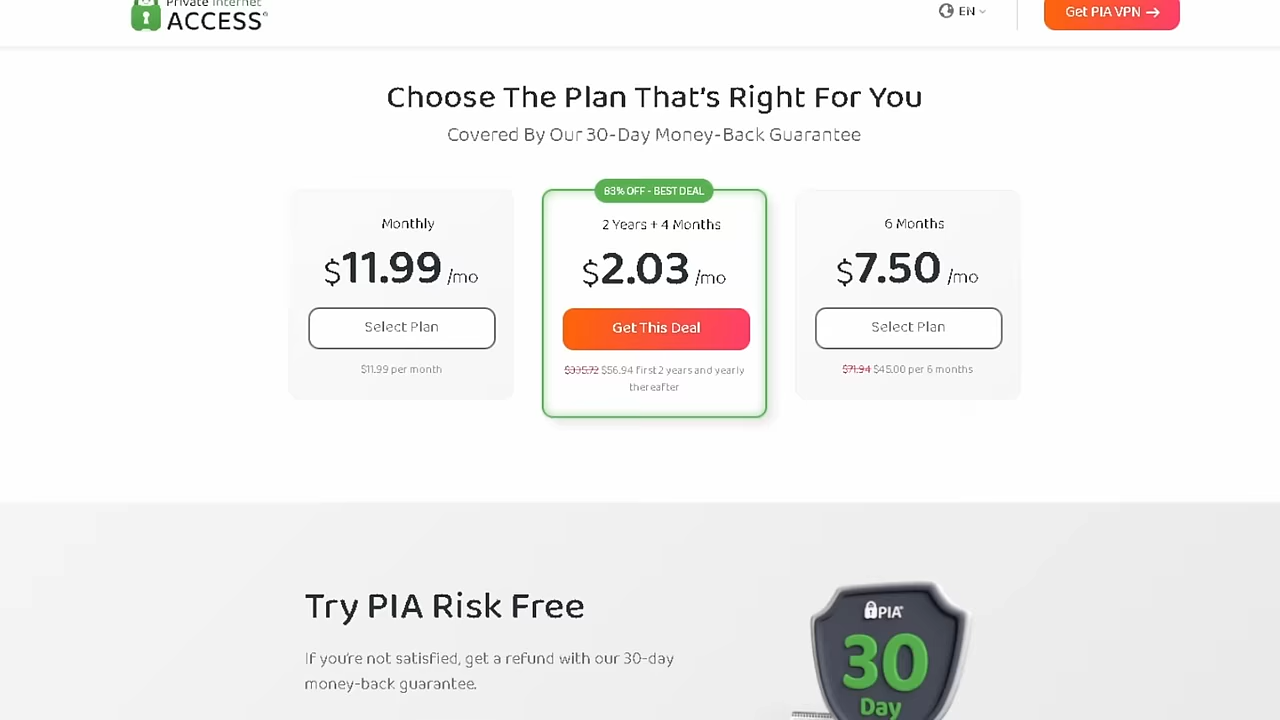 Private Internet
ACCESS®
EN
Get PIA VPN →
Choose The Plan That's Right For You
Covered By Our 30-Day Money-Back Guarantee
Monthly
$11.99 /mo
Select Plan
$11.99 per month
83% OFF - BEST DEAL
2 Years + 4 Months
$2.03 /mo
Get This Deal
$335.72 $56.94 first 2 years and yearly
thereafter
6 Months
$7.50 /mo
Select Plan
$71.94 $45.00 per 6 months
Try PIA Risk Free
If you're not satisfied, get a refund with our 30-day
money-back guarantee.
PIA®
30
Day